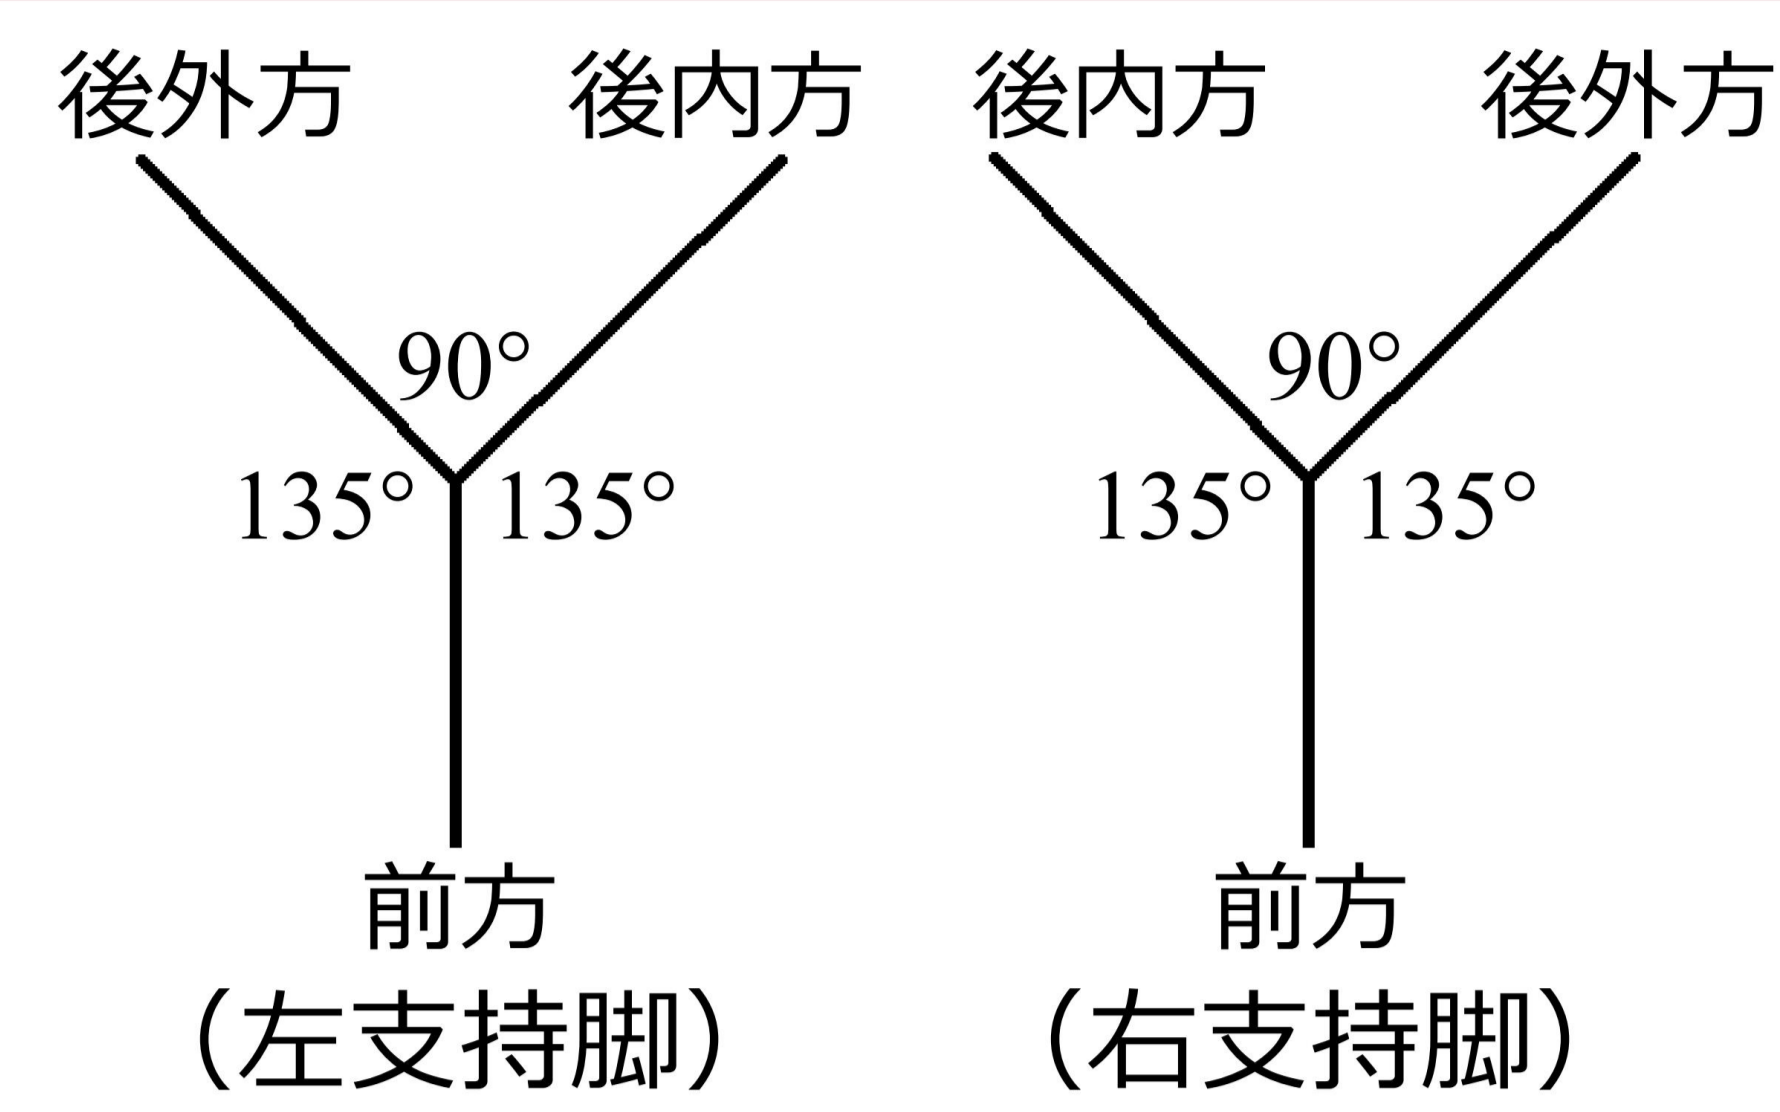 後外方 後内方 後内方 後外方
90° 90°
135° 135° 135° 135°
前方 前方
（左支持脚） （右支持脚）